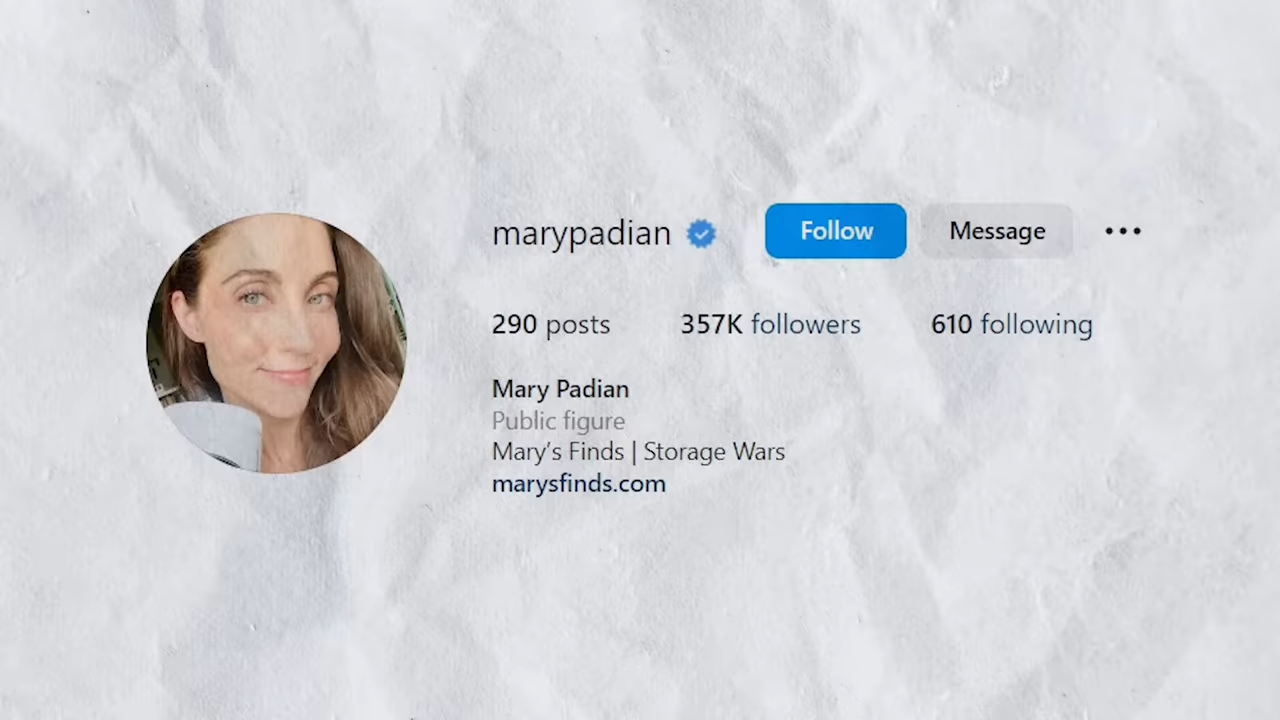 marypadian Follow Message
290 posts 357K followers 610 following
Mary Padian
Public figure
Mary’s Finds | Storage Wars
marysfinds.com